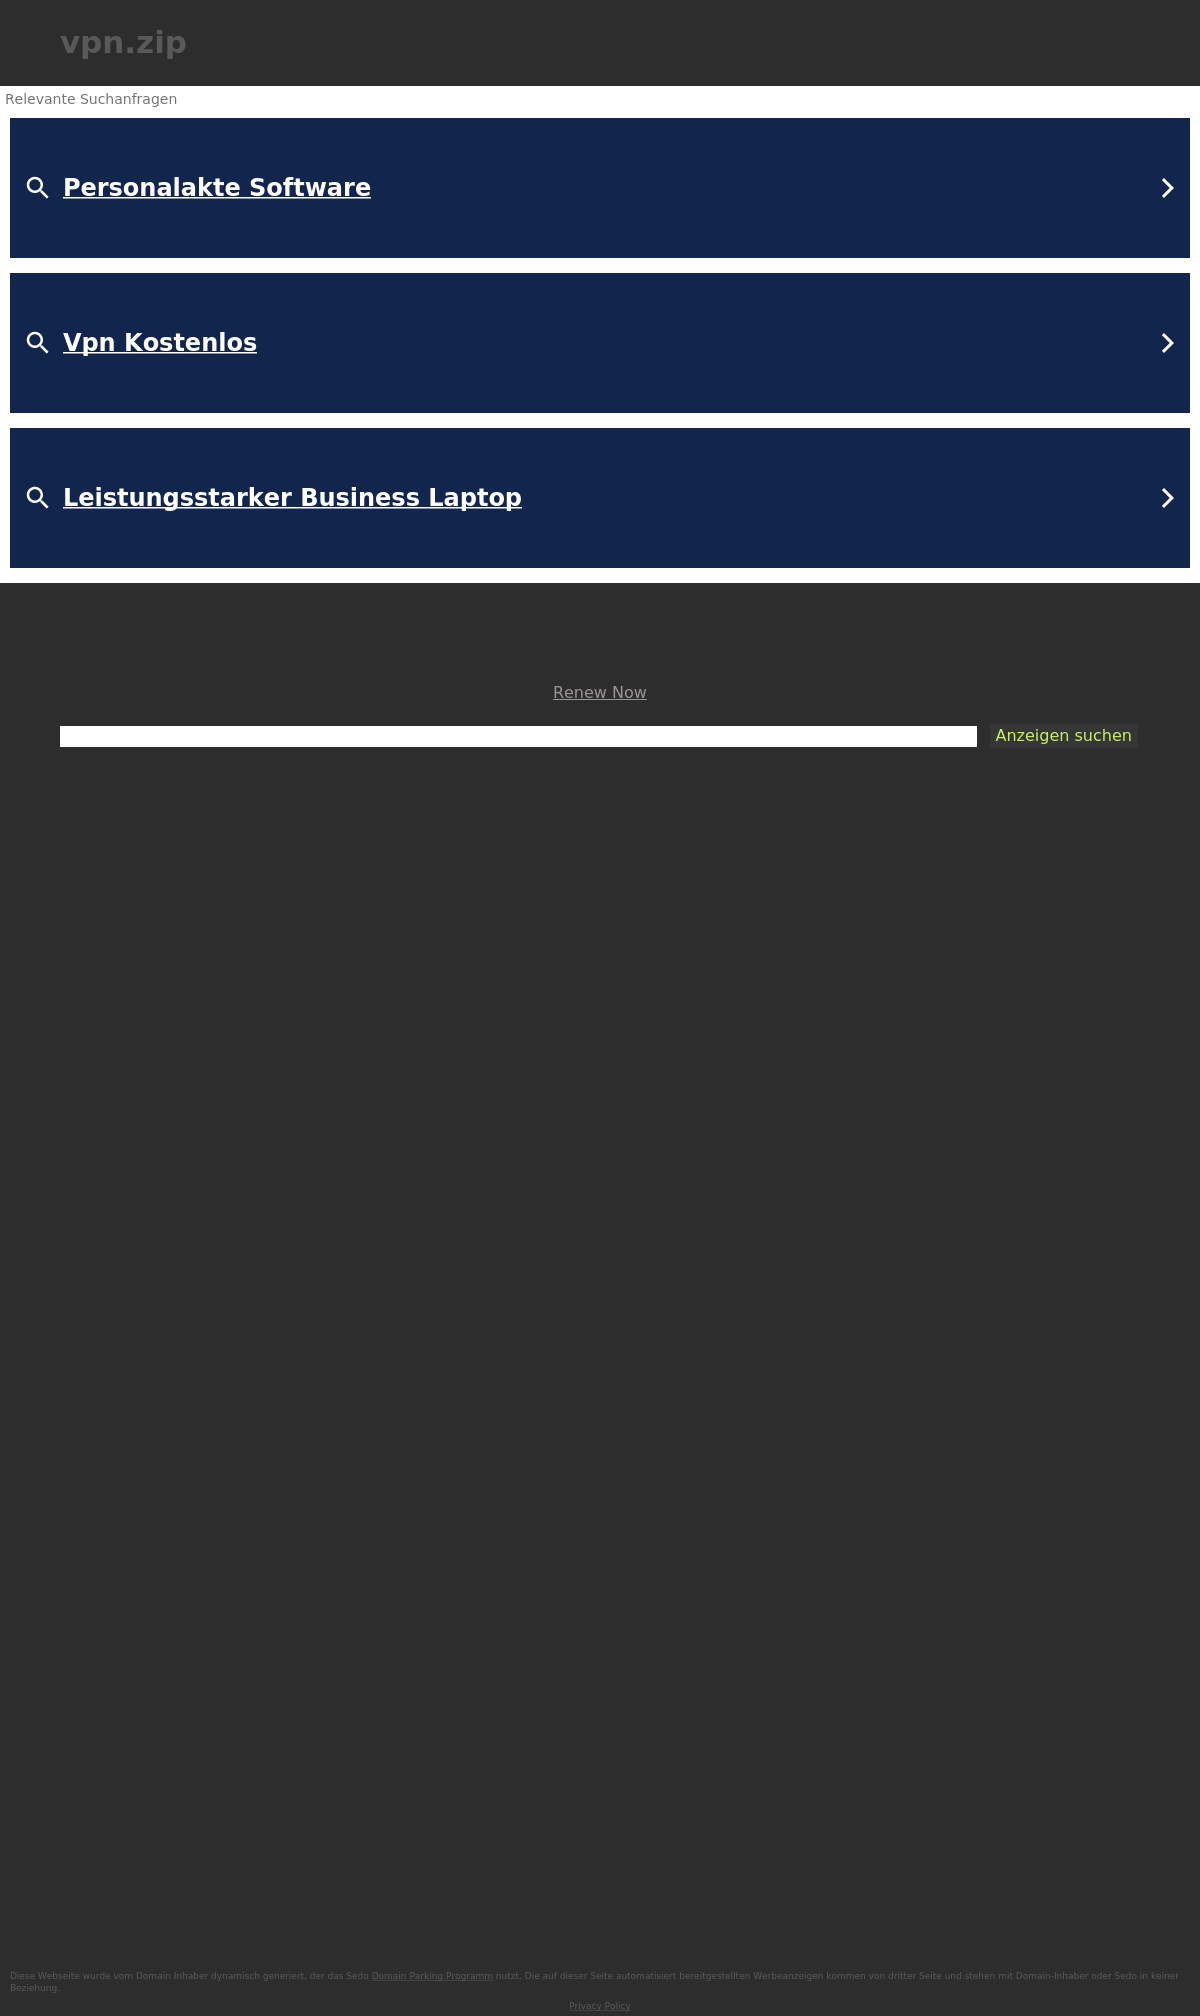 vpn.zip
Relevante Suchanfragen
Personalakte Software
Vpn Kostenlos
Leistungsstarker Business Laptop
Renew Now
Anzeigen suchen
Diese Webseite wurde vom Domain Inhaber dynamisch generiert, der das Sedo Domain Parking Programm nutzt. Die auf dieser Seite automatisiert bereitgestellten Werbeanzeigen kommen von dritter Seite und stehen mit Domain-Inhaber oder Sedo in keiner
Beziehung.
Privacy Policy